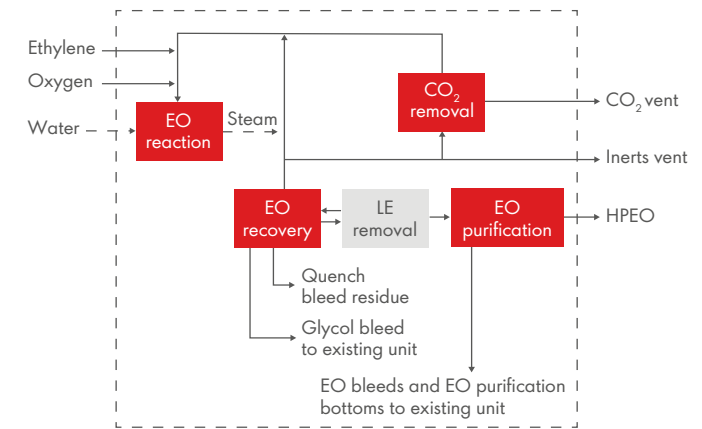 Ethylene
Oxygen
Water
EO
reaction
Steam
CO₂
removal
CO₂ vent
Inerts vent
EO
recovery
LE
removal
EO
purification
HPEO
Quench
bleed residue
Glycol bleed
to existing unit
EO bleeds and EO purification
bottoms to existing unit